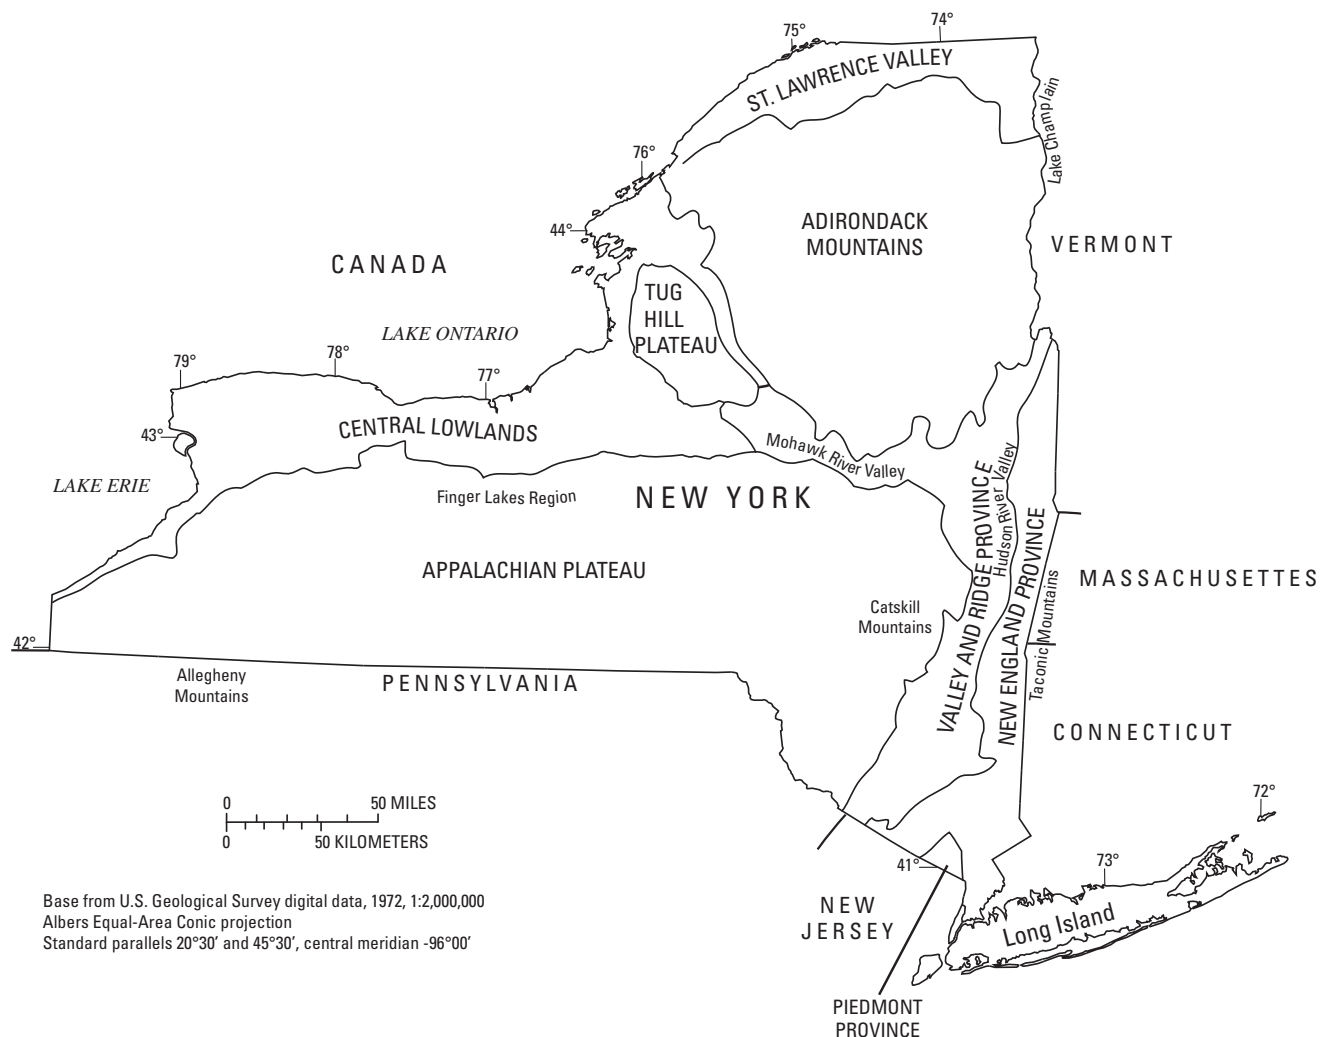 75°
74°
ST. LAWRENCE VALLEY
Lake Champlain
76°
44°
ADIRONDACK
MOUNTAINS
VERMONT
CANADA
TUG
HILL
PLATEAU
LAKE ONTARIO
79°
78°
77°
43°
CENTRAL LOWLANDS
Mohawk River Valley
LAKE ERIE
Finger Lakes Region
NEW YORK
VALLEY AND RIDGE PROVINCE
Hudson River Valley
NEW ENGLAND PROVINCE
APPALACHIAN PLATEAU
MASSACHUSETTES
Catskill
Mountains
Taconic Mountains
42°
Allegheny
Mountains
PENNSYLVANIA
CONNECTICUT
0 50 MILES
0 50 KILOMETERS
72°
41°
73°
Base from U.S. Geological Survey digital data, 1972, 1:2,000,000
Albers Equal-Area Conic projection
Standard parallels 20°30′ and 45°30′, central meridian -96°00′
NEW
JERSEY
Long Island
PIEDMONT
PROVINCE